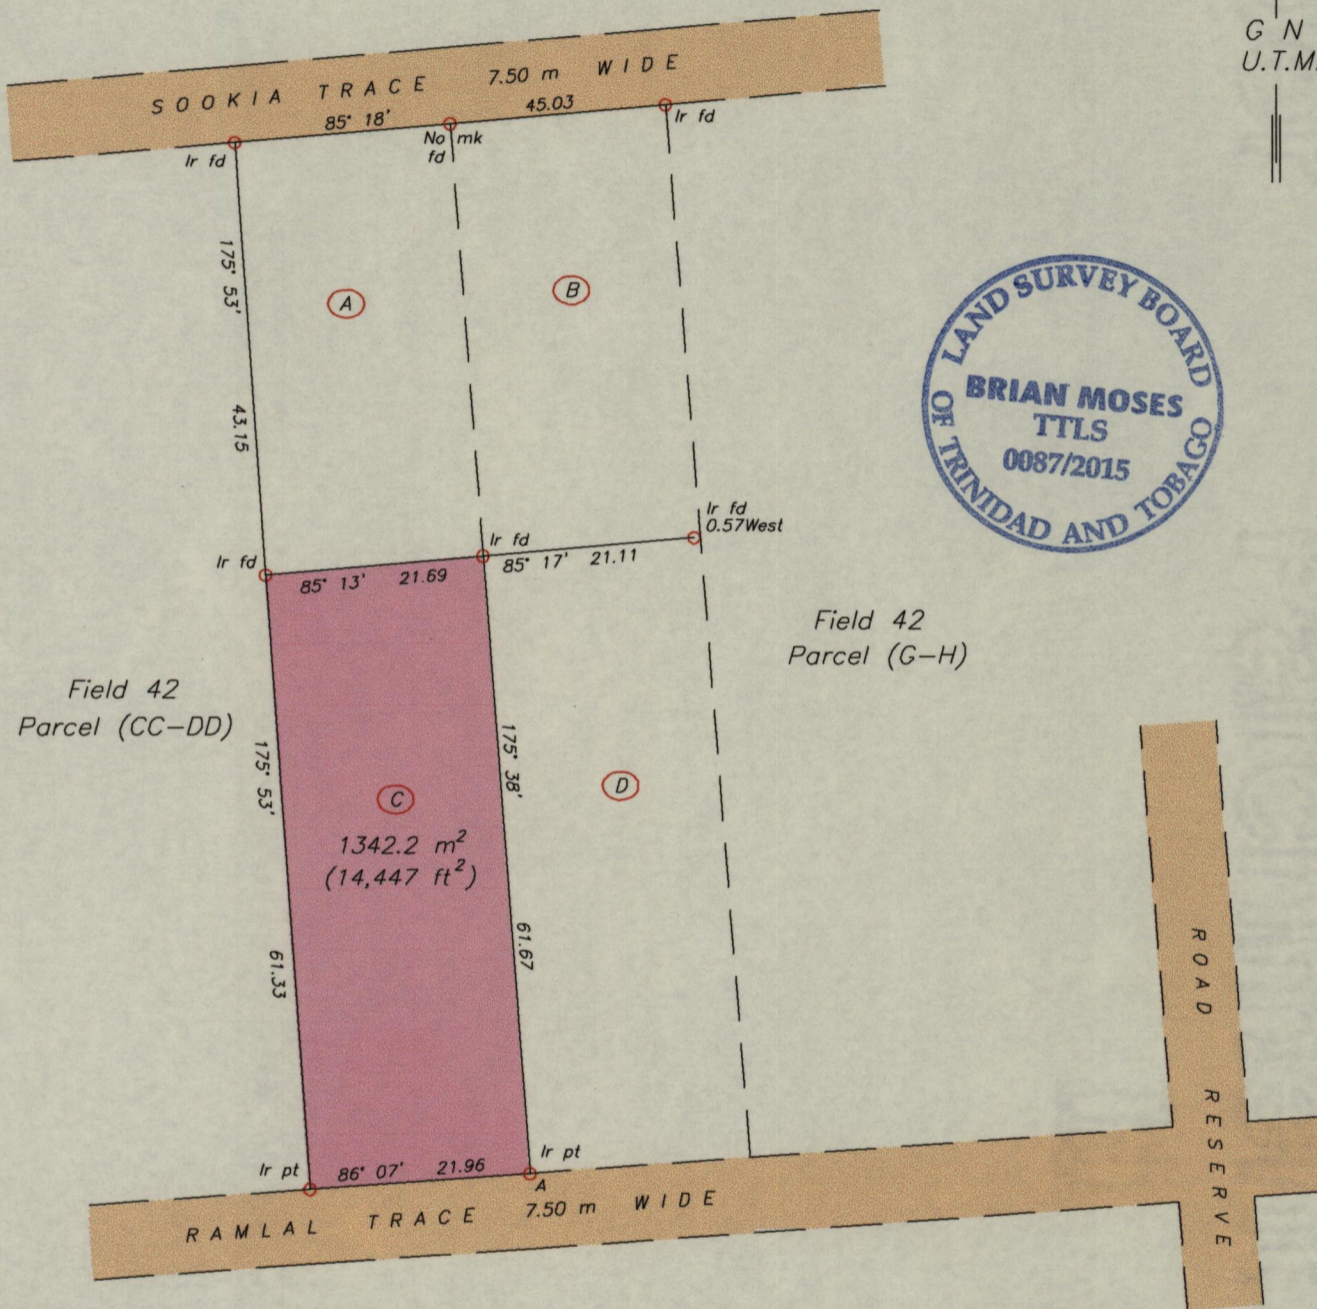 G N
U.T.M.
SOOKIA TRACE 7.50 m WIDE
85° 18'
45.03
Ir fd
No mk
fd
Ir fd
175° 53'
43.15
A
B
LAND SURVEY BOARD
OF TRINIDAD AND TOBAGO
BRIAN MOSES
TTLS
0087/2015
Ir fd
Ir fd
Ir fd
0.57West
85° 13' 21.69
85° 17' 21.11
Field 42
Parcel (G-H)
Field 42
Parcel (CC-DD)
175° 53'
61.33
C
1342.2 m²
(14,447 ft²)
175° 38'
61.67
D
Ir pt
86° 07' 21.96
Ir pt
A
RAMLAL TRACE 7.50 m WIDE
ROAD RESERVE